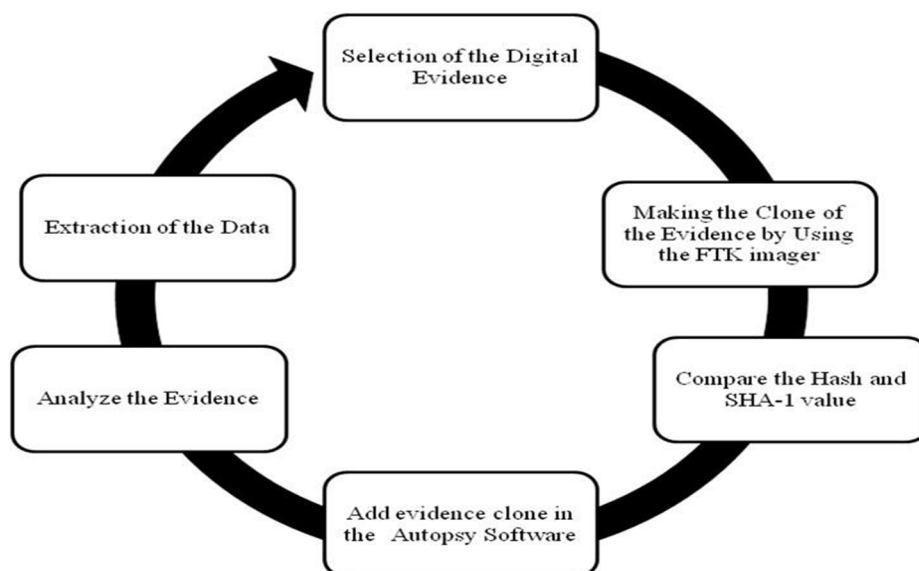 Selection of the Digital
Evidence
Making the Clone of
the Evidence by Using
the FTK imager
Compare the Hash and
SHA-1 value
Add evidence clone in
the Autopsy Software
Analyze the Evidence
Extraction of the Data